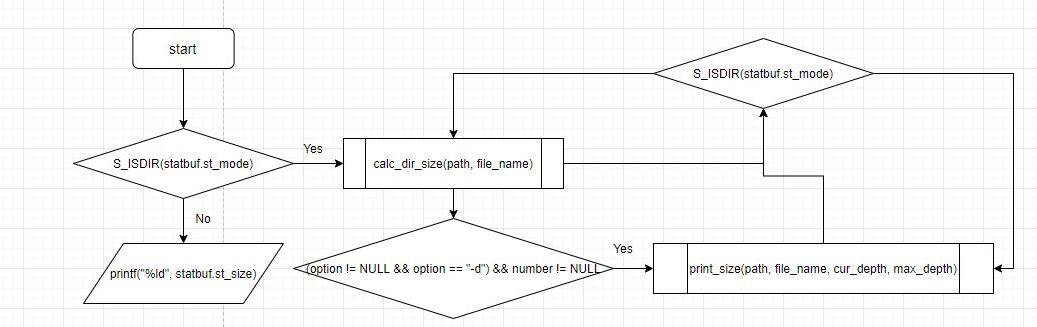 start
S_ISDIR(statbuf.st_mode)
S_ISDIR(statbuf.st_mode)
Yes
calc_dir_size(path, file_name)
No
printf("%ld", statbuf.st_size)
(option != NULL && option == "-d") && number != NULL
Yes
print_size(path, file_name, cur_depth, max_depth)